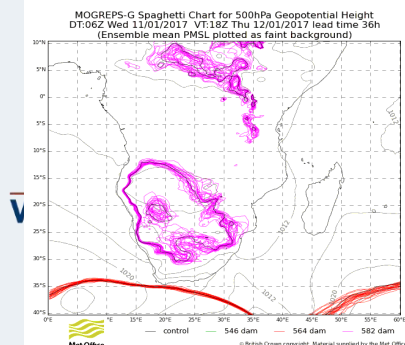 MOGREPS-G Spaghetti Chart for 500hPa Geopotential Height
DT:06Z Wed 11/01/2017 VT:18Z Thu 12/01/2017 lead time 36h
(Ensemble mean PMSL plotted as faint background)
10°N
5°N
0°
5°S
10°S
15°S
20°S
25°S
30°S
35°S
40°S
1012
1012
1020
1012
1020
0°E 5°E 10°E 15°E 20°E 25°E 30°E 35°E 40°E 45°E 50°E 55°E 60°E
control 546 dam 564 dam 582 dam
Met Office
© British Crown copyright. Material supplied by the Met Office